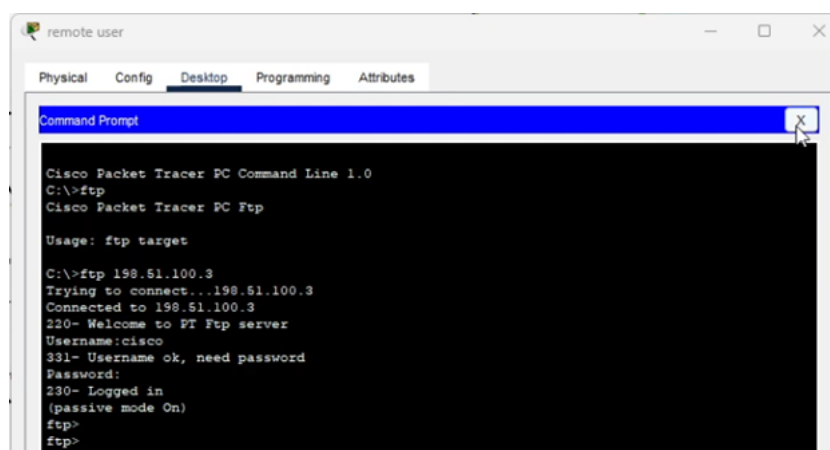 remote user
Physical Config Desktop Programming Attributes
Command Prompt
X
Cisco Packet Tracer PC Command Line 1.0
C:\>ftp
Cisco Packet Tracer PC Ftp
Usage: ftp target
C:\>ftp 198.51.100.3
Trying to connect...198.51.100.3
Connected to 198.51.100.3
220- Welcome to PT Ftp server
Username:cisco
331- Username ok, need password
Password:
230- Logged in
(passive mode On)
ftp>
ftp>